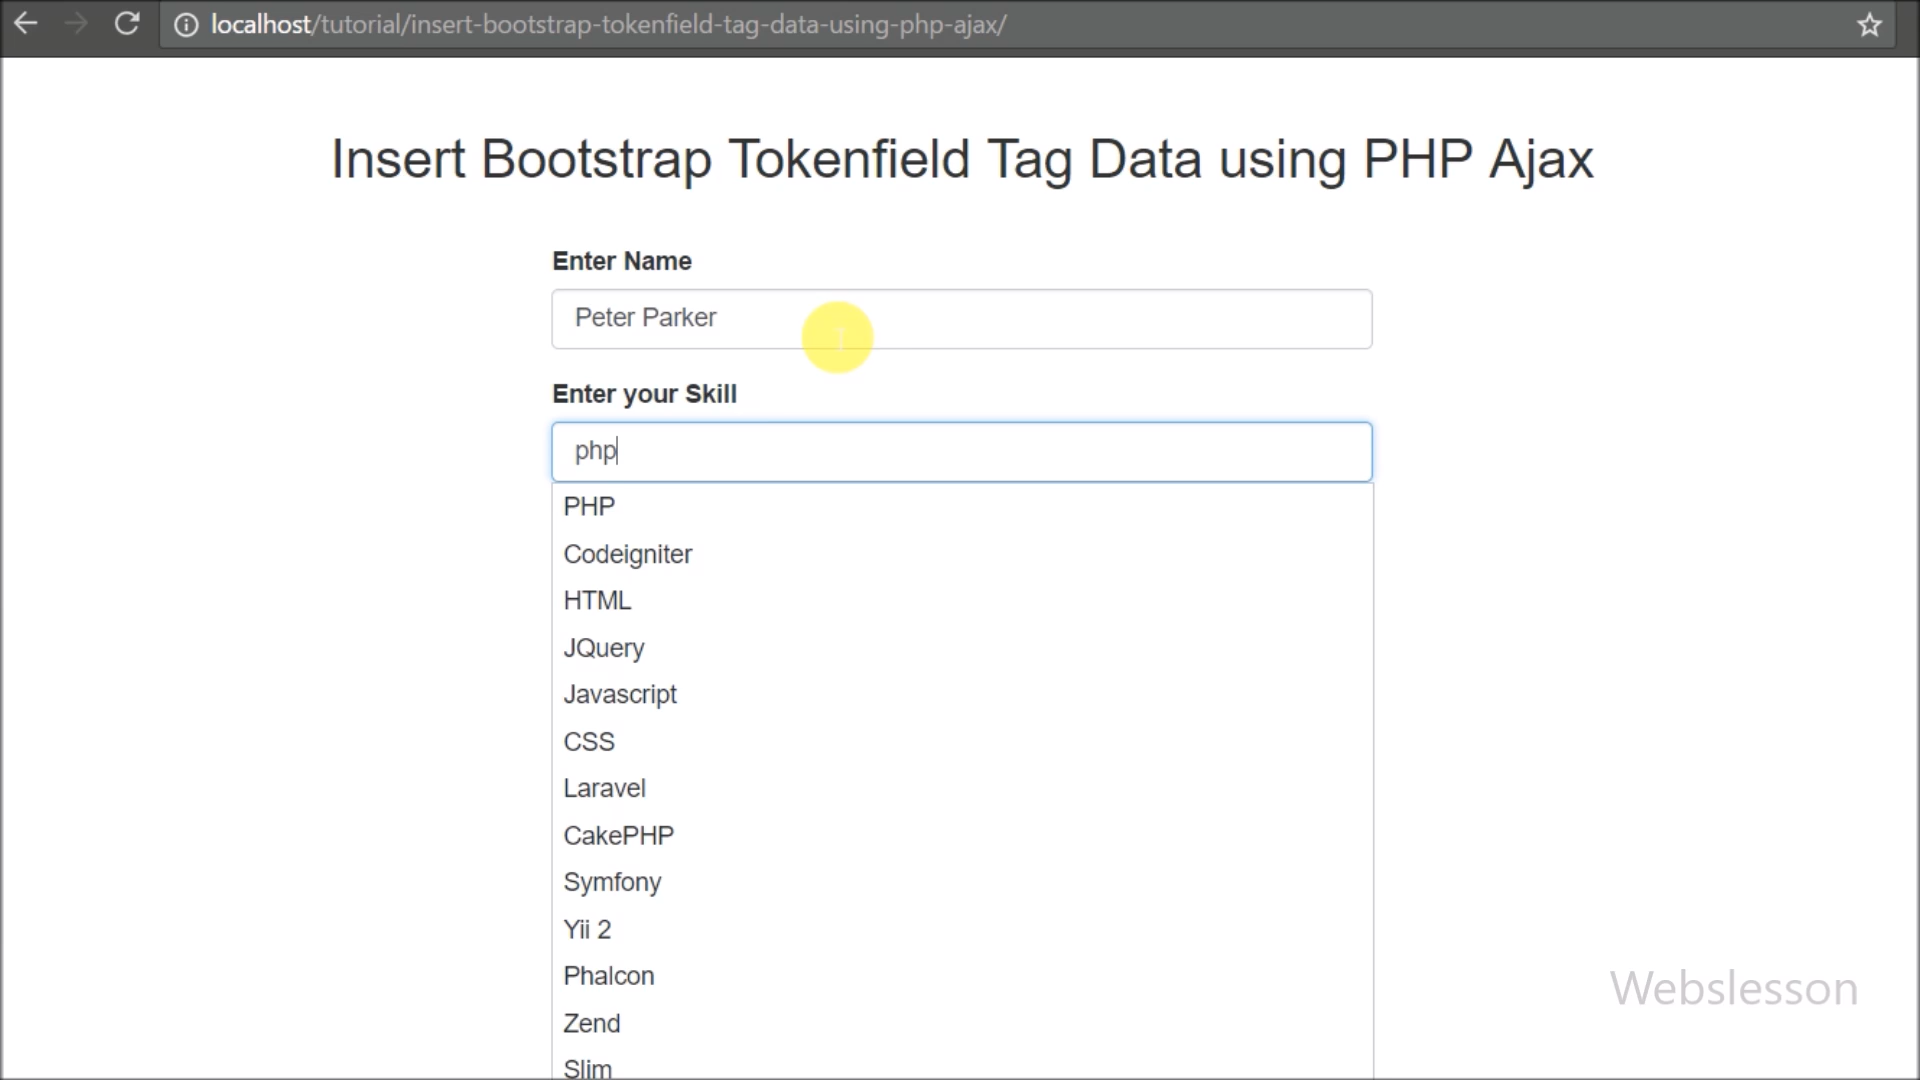 localhost/tutorial/insert-bootstrap-tokenfield-tag-data-using-php-ajax/
Insert Bootstrap Tokenfield Tag Data using PHP Ajax
Enter Name
Peter Parker
Enter your Skill
php
PHP
Codeigniter
HTML
JQuery
Javascript
CSS
Laravel
CakePHP
Symfony
Yii 2
Phalcon
Zend
Slim
Webslesson